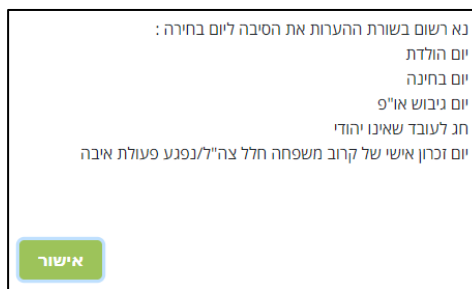 נא רשום בשורת ההערות את הסיבה ליום בחירה :
יום הולדת
יום בחינה
יום גיבוש או"פ
חג לעובד שאינו יהודי
יום זכרון אישי של קרוב משפחה חלל צה"ל/נפגע פעולת איבה
אישור